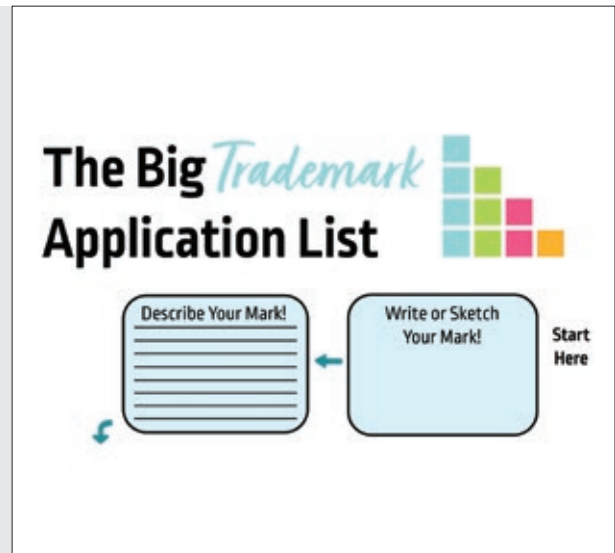 The Big Trademark
Application List
Start
Here
Write or Sketch
Your Mark!
Describe Your Mark!